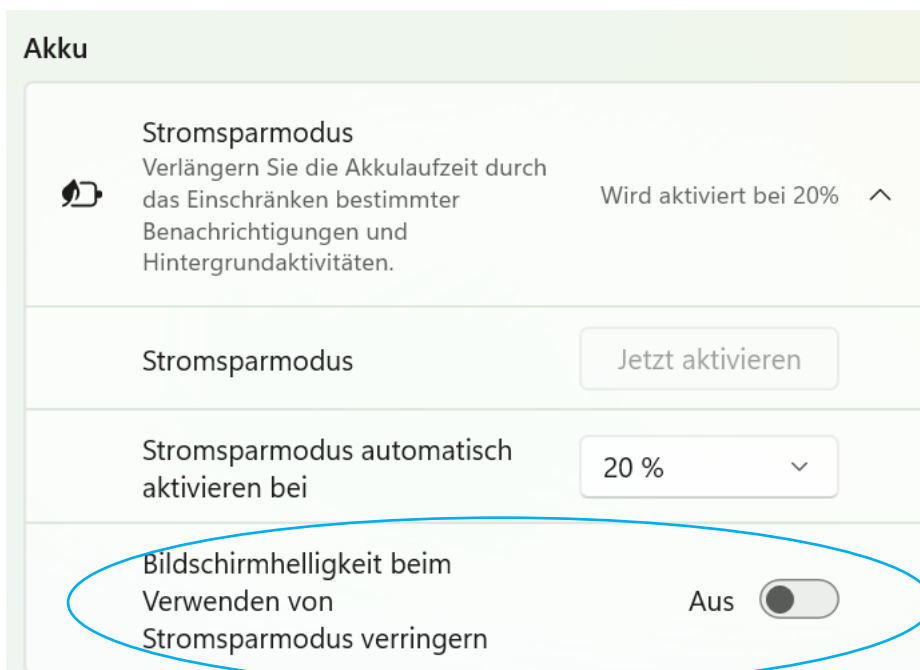 Akku
Stromsparmodus
Verlängern Sie die Akkulaufzeit durch
das Einschränken bestimmter
Benachrichtigungen und
Hintergrundaktivitäten.
Wird aktiviert bei 20%
Stromsparmodus
Jetzt aktivieren
Stromsparmodus automatisch
aktivieren bei
20 %
Bildschirmhelligkeit beim
Verwenden von
Stromsparmodus verringern
Aus